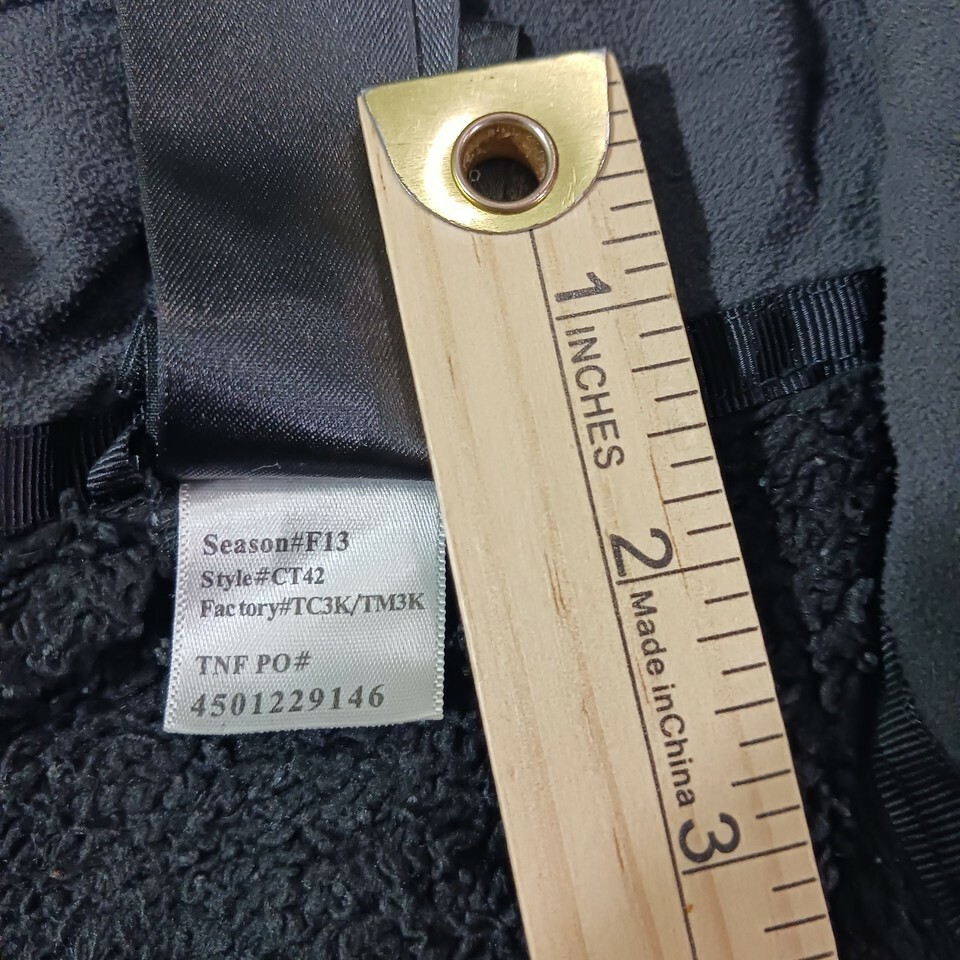 Season#F13
Style#CT42
Factory#TC3K/TM3K
TNF PO#
4501229146
1
INCHES
2
Made inChina
3